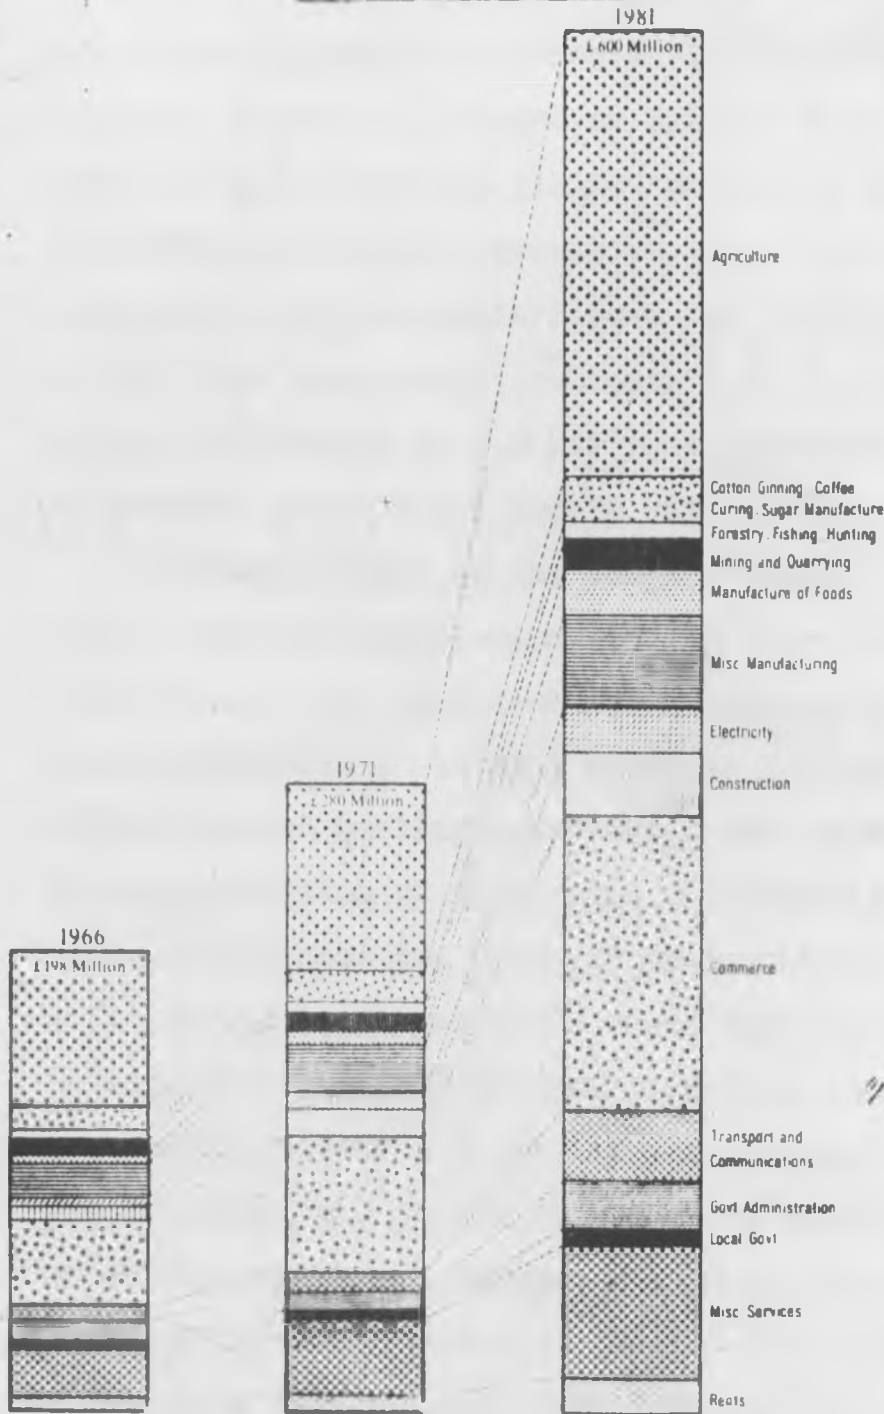 1981
£600 Million
Agriculture
Cotton Ginning. Coffee
Curing. Sugar Manufacture
Forestry. Fishing. Hunting
Mining and Quarrying
Manufacture of Foods
Misc Manufacturing
Electricity
Construction
1971
£280 Million
1966
£198 Million
Commerce
Transport and
Communications
Govt Administration
Local Govt
Misc Services
Rents